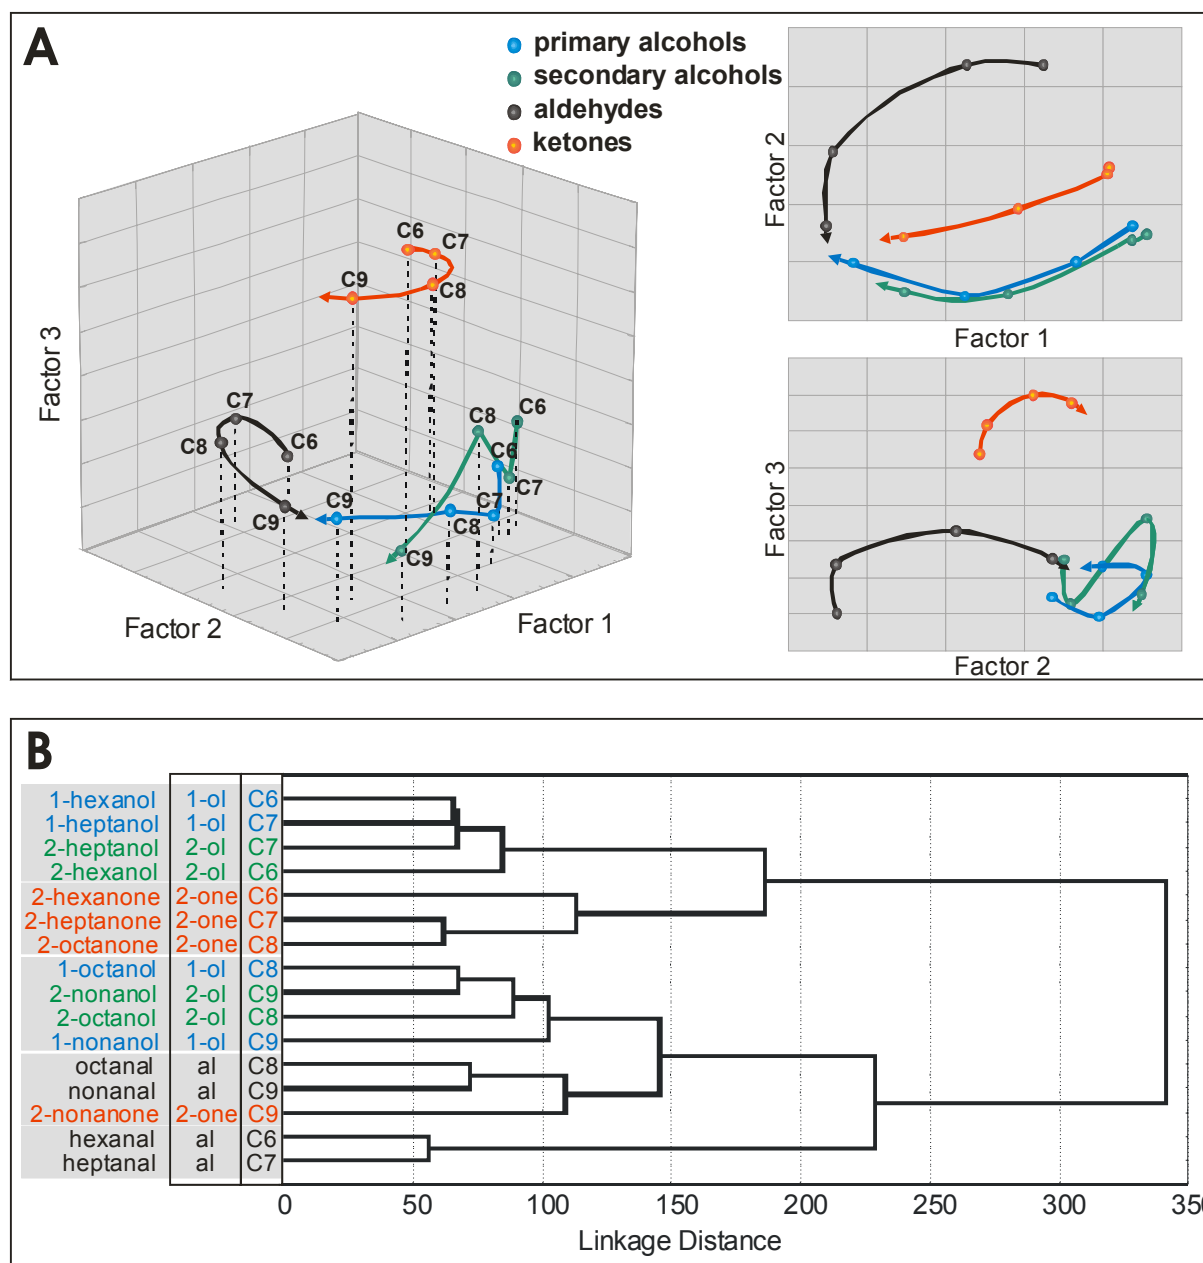 A
primary alcohols
secondary alcohols
aldehydes
ketones
Factor 3
Factor 2
Factor 1
C6
C7
C8
C9
C7
C8
C6
C9
C9
C8
C7
C6
C8
C6
C7
C9
Factor 2
Factor 1
Factor 3
Factor 2
B
1-hexanol 1-ol C6
1-heptanol 1-ol C7
2-heptanol 2-ol C7
2-hexanol 2-ol C6
2-hexanone 2-one C6
2-heptanone 2-one C7
2-octanone 2-one C8
1-octanol 1-ol C8
2-nonanol 2-ol C9
2-octanol 2-ol C8
1-nonanol 1-ol C9
octanal al C8
nonanal al C9
2-nonanone 2-one C9
hexanal al C6
heptanal al C7
0 50 100 150 200 250 300 350
Linkage Distance